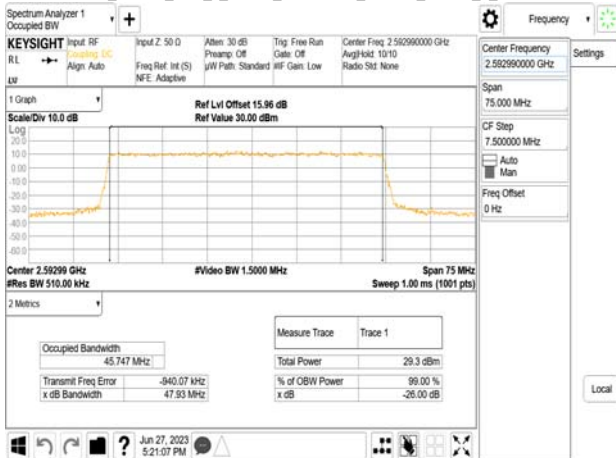 Spectrum Analyzer 1
Occupied BW
Frequency
KEYSIGHT
RL
Input: RF
Coupling: DC
Align: Auto
Input Z: 50 Ω
Freq Ref: Int (S)
NFE: Adaptive
Atten: 30 dB
Preamp: Off
µW Path: Standard
Trig: Free Run
Gate: Off
#IF Gain: Low
Center Freq: 2.592990000 GHz
Avg|Hold: 10/10
Radio Std: None
Center Frequency
2.592990000 GHz
Settings
Span
75.000 MHz
CF Step
7.500000 MHz
Auto
Man
Freq Offset
0 Hz
Local
1 Graph
Scale/Div 10.0 dB
Ref Lvl Offset 15.96 dB
Ref Value 30.00 dBm
Log
20.0
10.0
0.00
-10.0
-20.0
-30.0
-40.0
-50.0
-60.0
Center 2.59299 GHz
#Res BW 510.00 kHz
#Video BW 1.5000 MHz
Span 75 MHz
Sweep 1.00 ms (1001 pts)
2 Metrics
Measure Trace
Trace 1
Occupied Bandwidth
45.747 MHz
Total Power
29.3 dBm
Transmit Freq Error
-940.07 kHz
% of OBW Power
99.00 %
x dB Bandwidth
47.93 MHz
x dB
-26.00 dB
?
Jun 27, 2023
5:21:07 PM